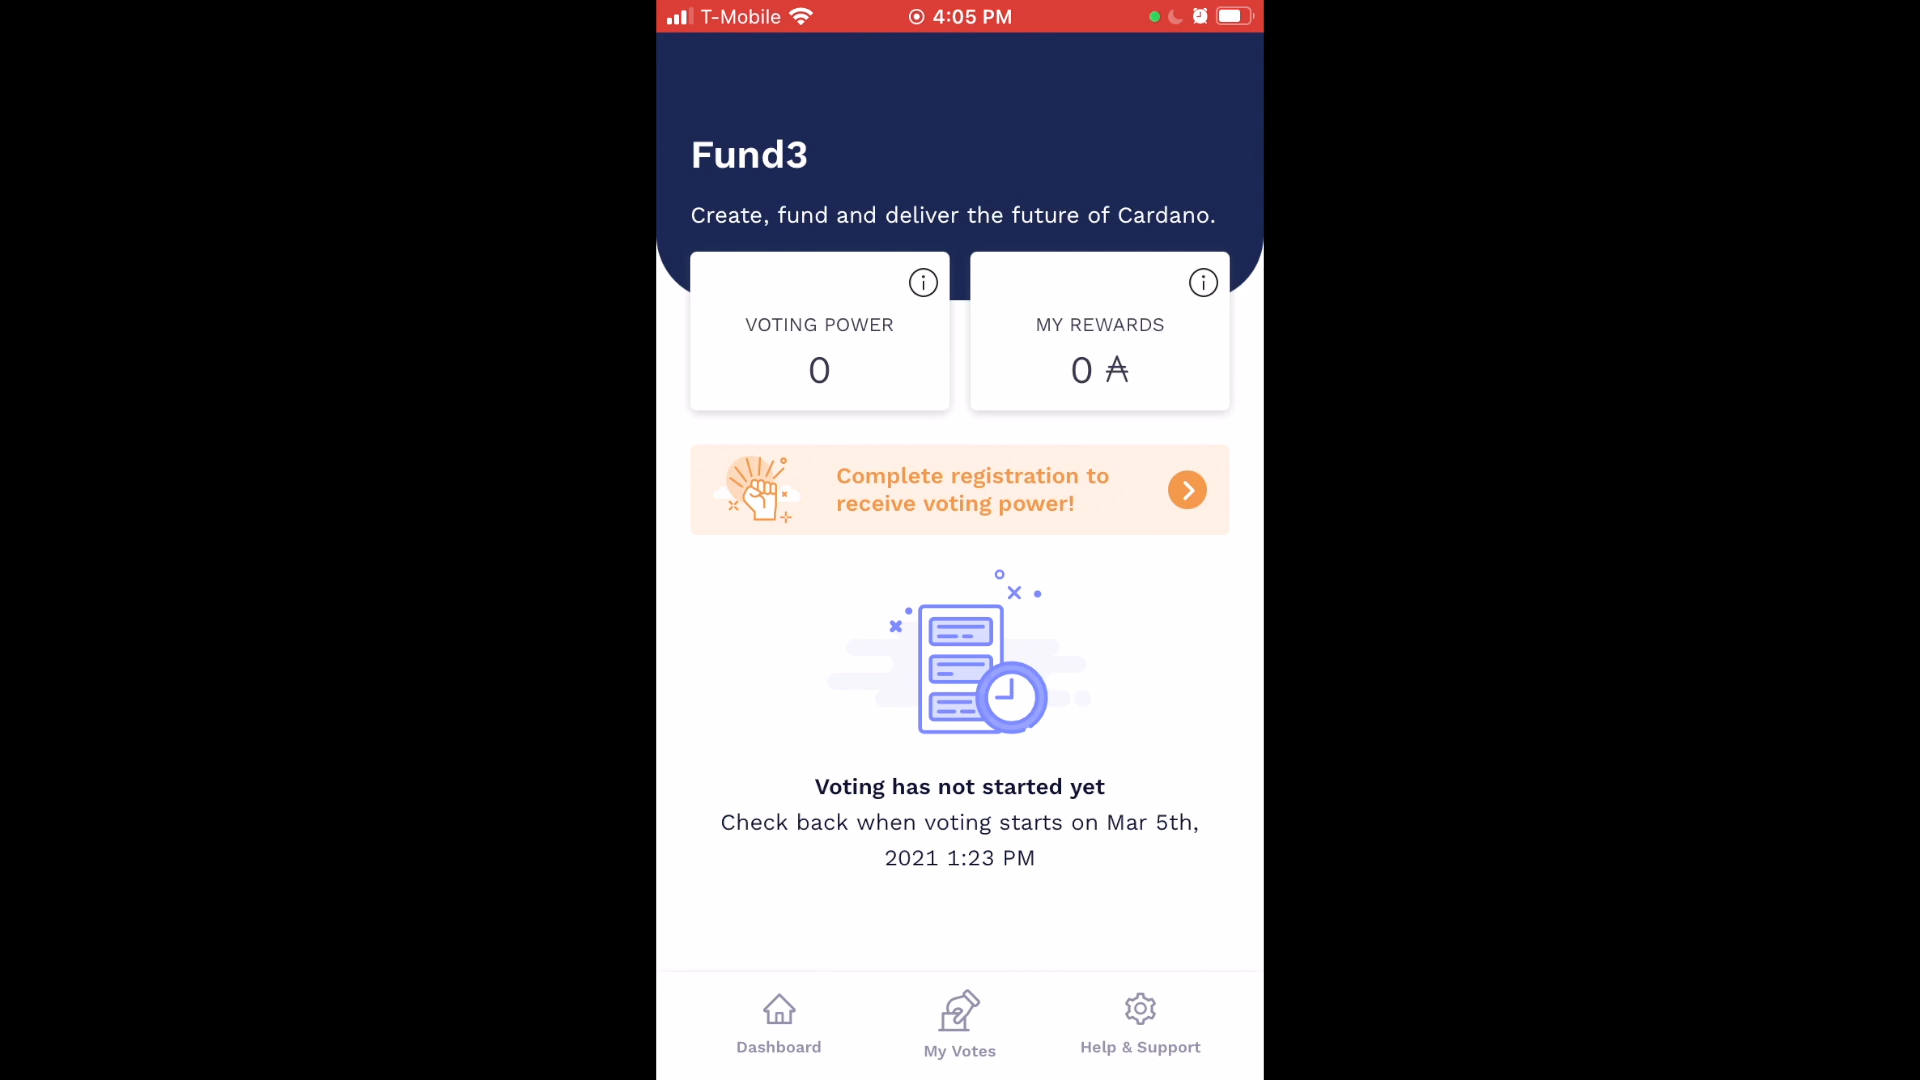 T-Mobile 4:05 PM
Fund3
Create, fund and deliver the future of Cardano.
VOTING POWER
0
MY REWARDS
0 ₳
Complete registration to
receive voting power!
Voting has not started yet
Check back when voting starts on Mar 5th,
2021 1:23 PM
Dashboard
My Votes
Help & Support